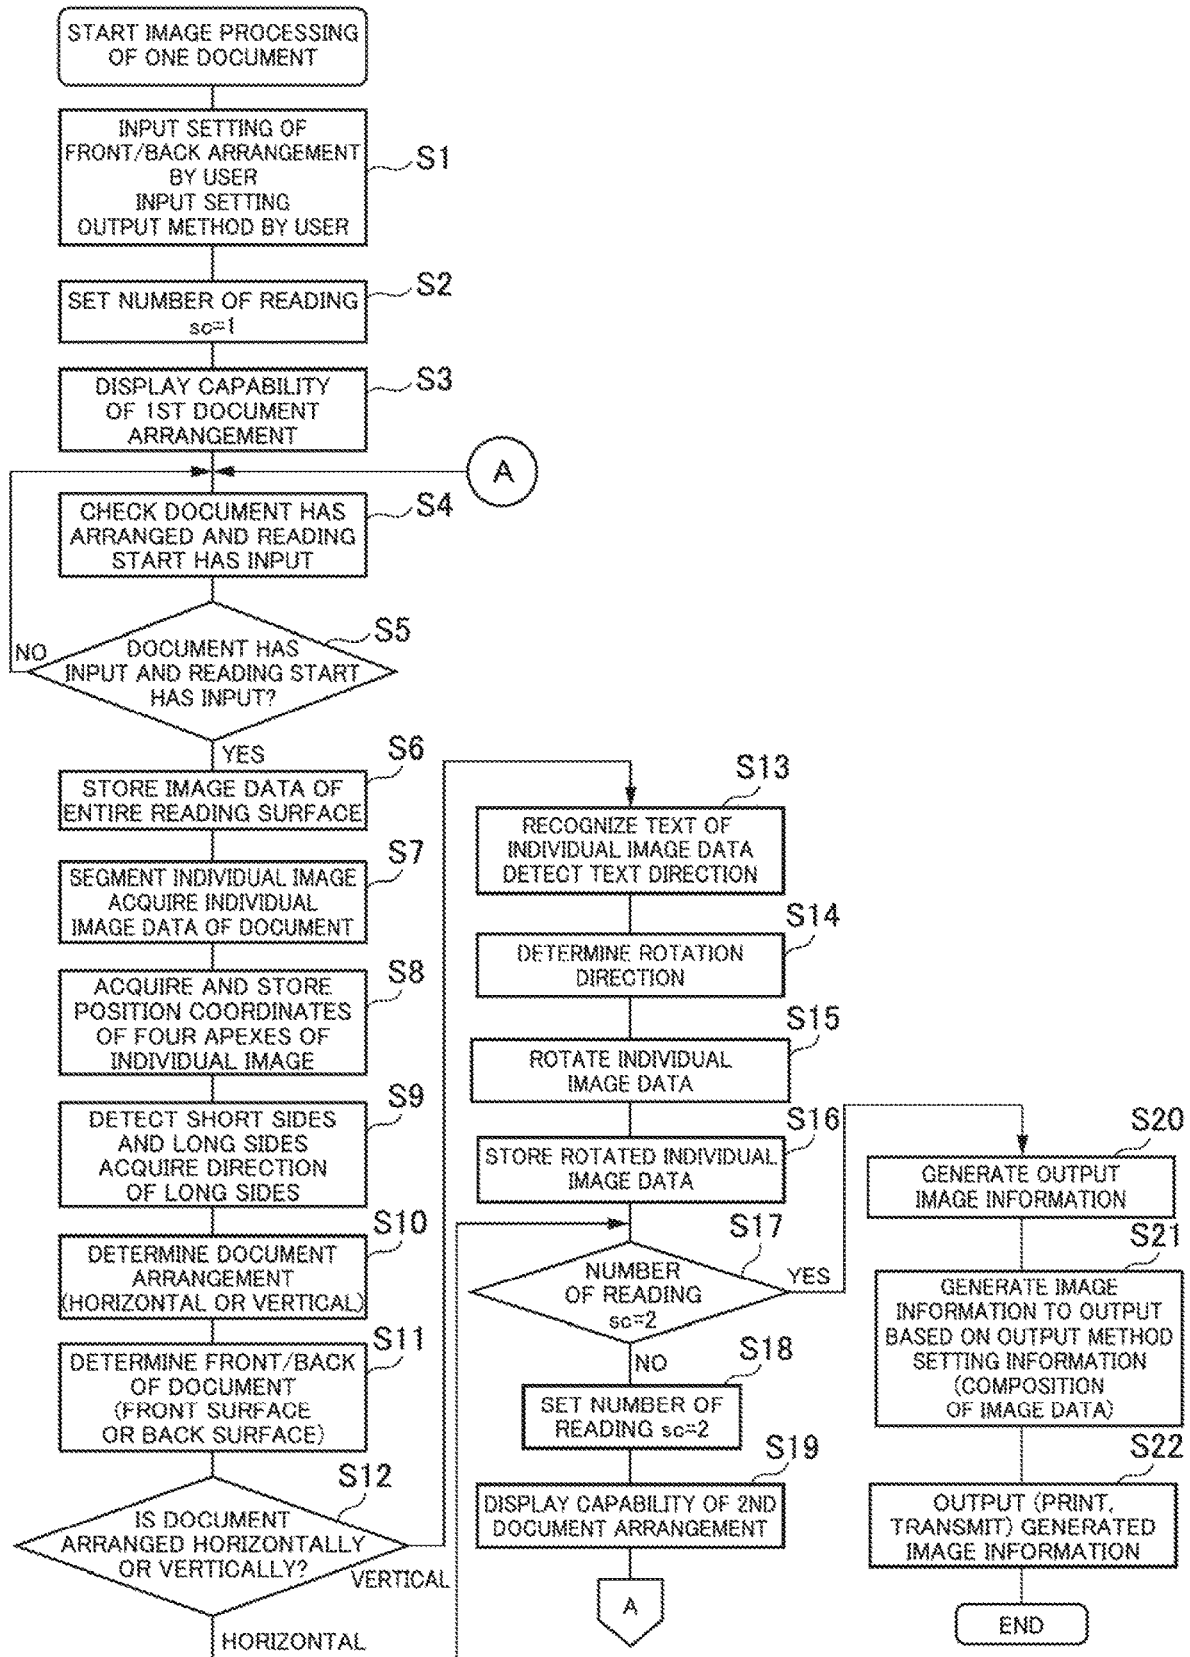 START IMAGE PROCESSING
OF ONE DOCUMENT
INPUT SETTING OF
FRONT/BACK ARRANGEMENT
BY USER
INPUT SETTING
OUTPUT METHOD BY USER
S1
SET NUMBER OF READING
sc=1
S2
DISPLAY CAPABILITY
OF 1ST DOCUMENT
ARRANGEMENT
S3
A
CHECK DOCUMENT HAS
ARRANGED AND READING
START HAS INPUT
S4
DOCUMENT HAS
INPUT AND READING START
HAS INPUT?
S5
NO
YES
STORE IMAGE DATA OF
ENTIRE READING SURFACE
S6
SEGMENT INDIVIDUAL IMAGE
ACQUIRE INDIVIDUAL
IMAGE DATA OF DOCUMENT
S7
ACQUIRE AND STORE
POSITION COORDINATES
OF FOUR APEXES OF
INDIVIDUAL IMAGE
S8
DETECT SHORT SIDES
AND LONG SIDES
ACQUIRE DIRECTION
OF LONG SIDES
S9
DETERMINE DOCUMENT
ARRANGEMENT
(HORIZONTAL OR VERTICAL)
S10
DETERMINE FRONT/BACK
OF DOCUMENT
(FRONT SURFACE
OR BACK SURFACE)
S11
IS DOCUMENT
ARRANGED HORIZONTALLY
OR VERTICALLY?
S12
VERTICAL
HORIZONTAL
RECOGNIZE TEXT OF
INDIVIDUAL IMAGE DATA
DETECT TEXT DIRECTION
S13
DETERMINE ROTATION
DIRECTION
S14
ROTATE INDIVIDUAL
IMAGE DATA
S15
STORE ROTATED INDIVIDUAL
IMAGE DATA
S16
NUMBER
OF READING
sc=2
S17
YES
NO
SET NUMBER OF
READING sc=2
S18
DISPLAY CAPABILITY OF 2ND
DOCUMENT ARRANGEMENT
S19
A
GENERATE OUTPUT
IMAGE INFORMATION
S20
GENERATE IMAGE
INFORMATION TO OUTPUT
BASED ON OUTPUT METHOD
SETTING INFORMATION
(COMPOSITION
OF IMAGE DATA)
S21
OUTPUT (PRINT,
TRANSMIT) GENERATED
IMAGE INFORMATION
S22
END